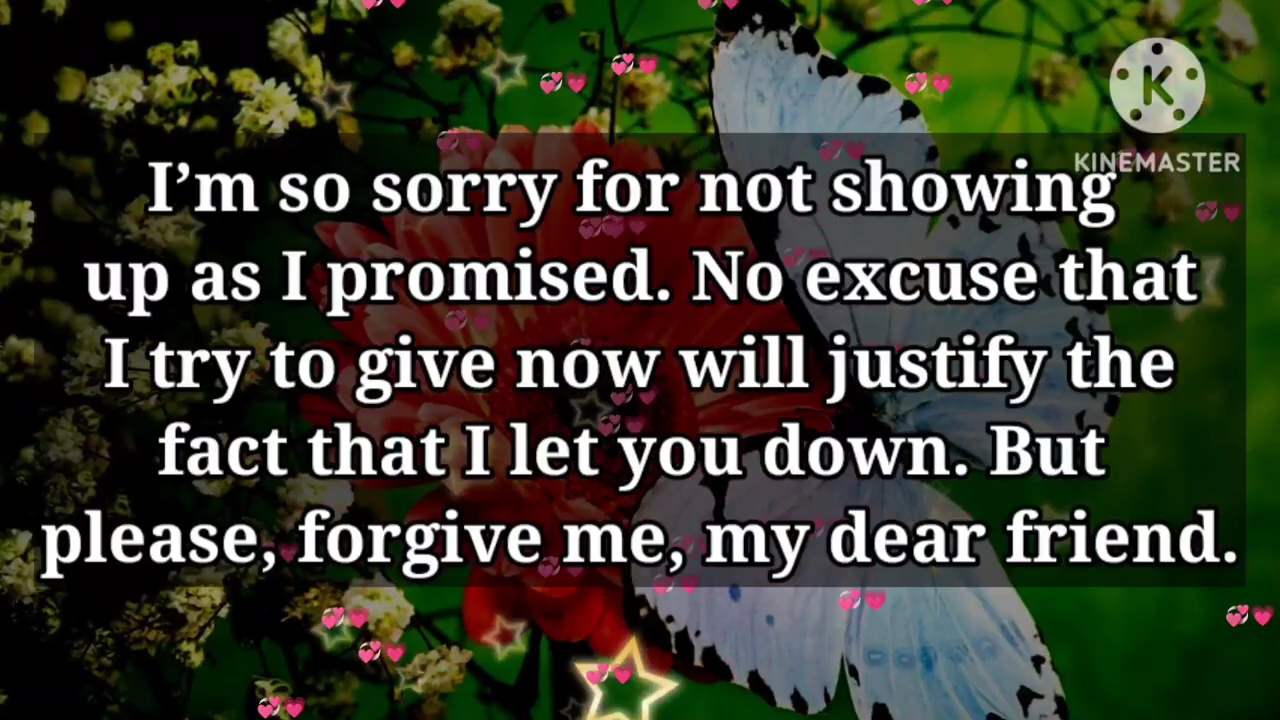 K
KINEMASTER
I’m so sorry for not showing
up as I promised. No excuse that
I try to give now will justify the
fact that I let you down. But
please, forgive me, my dear friend.